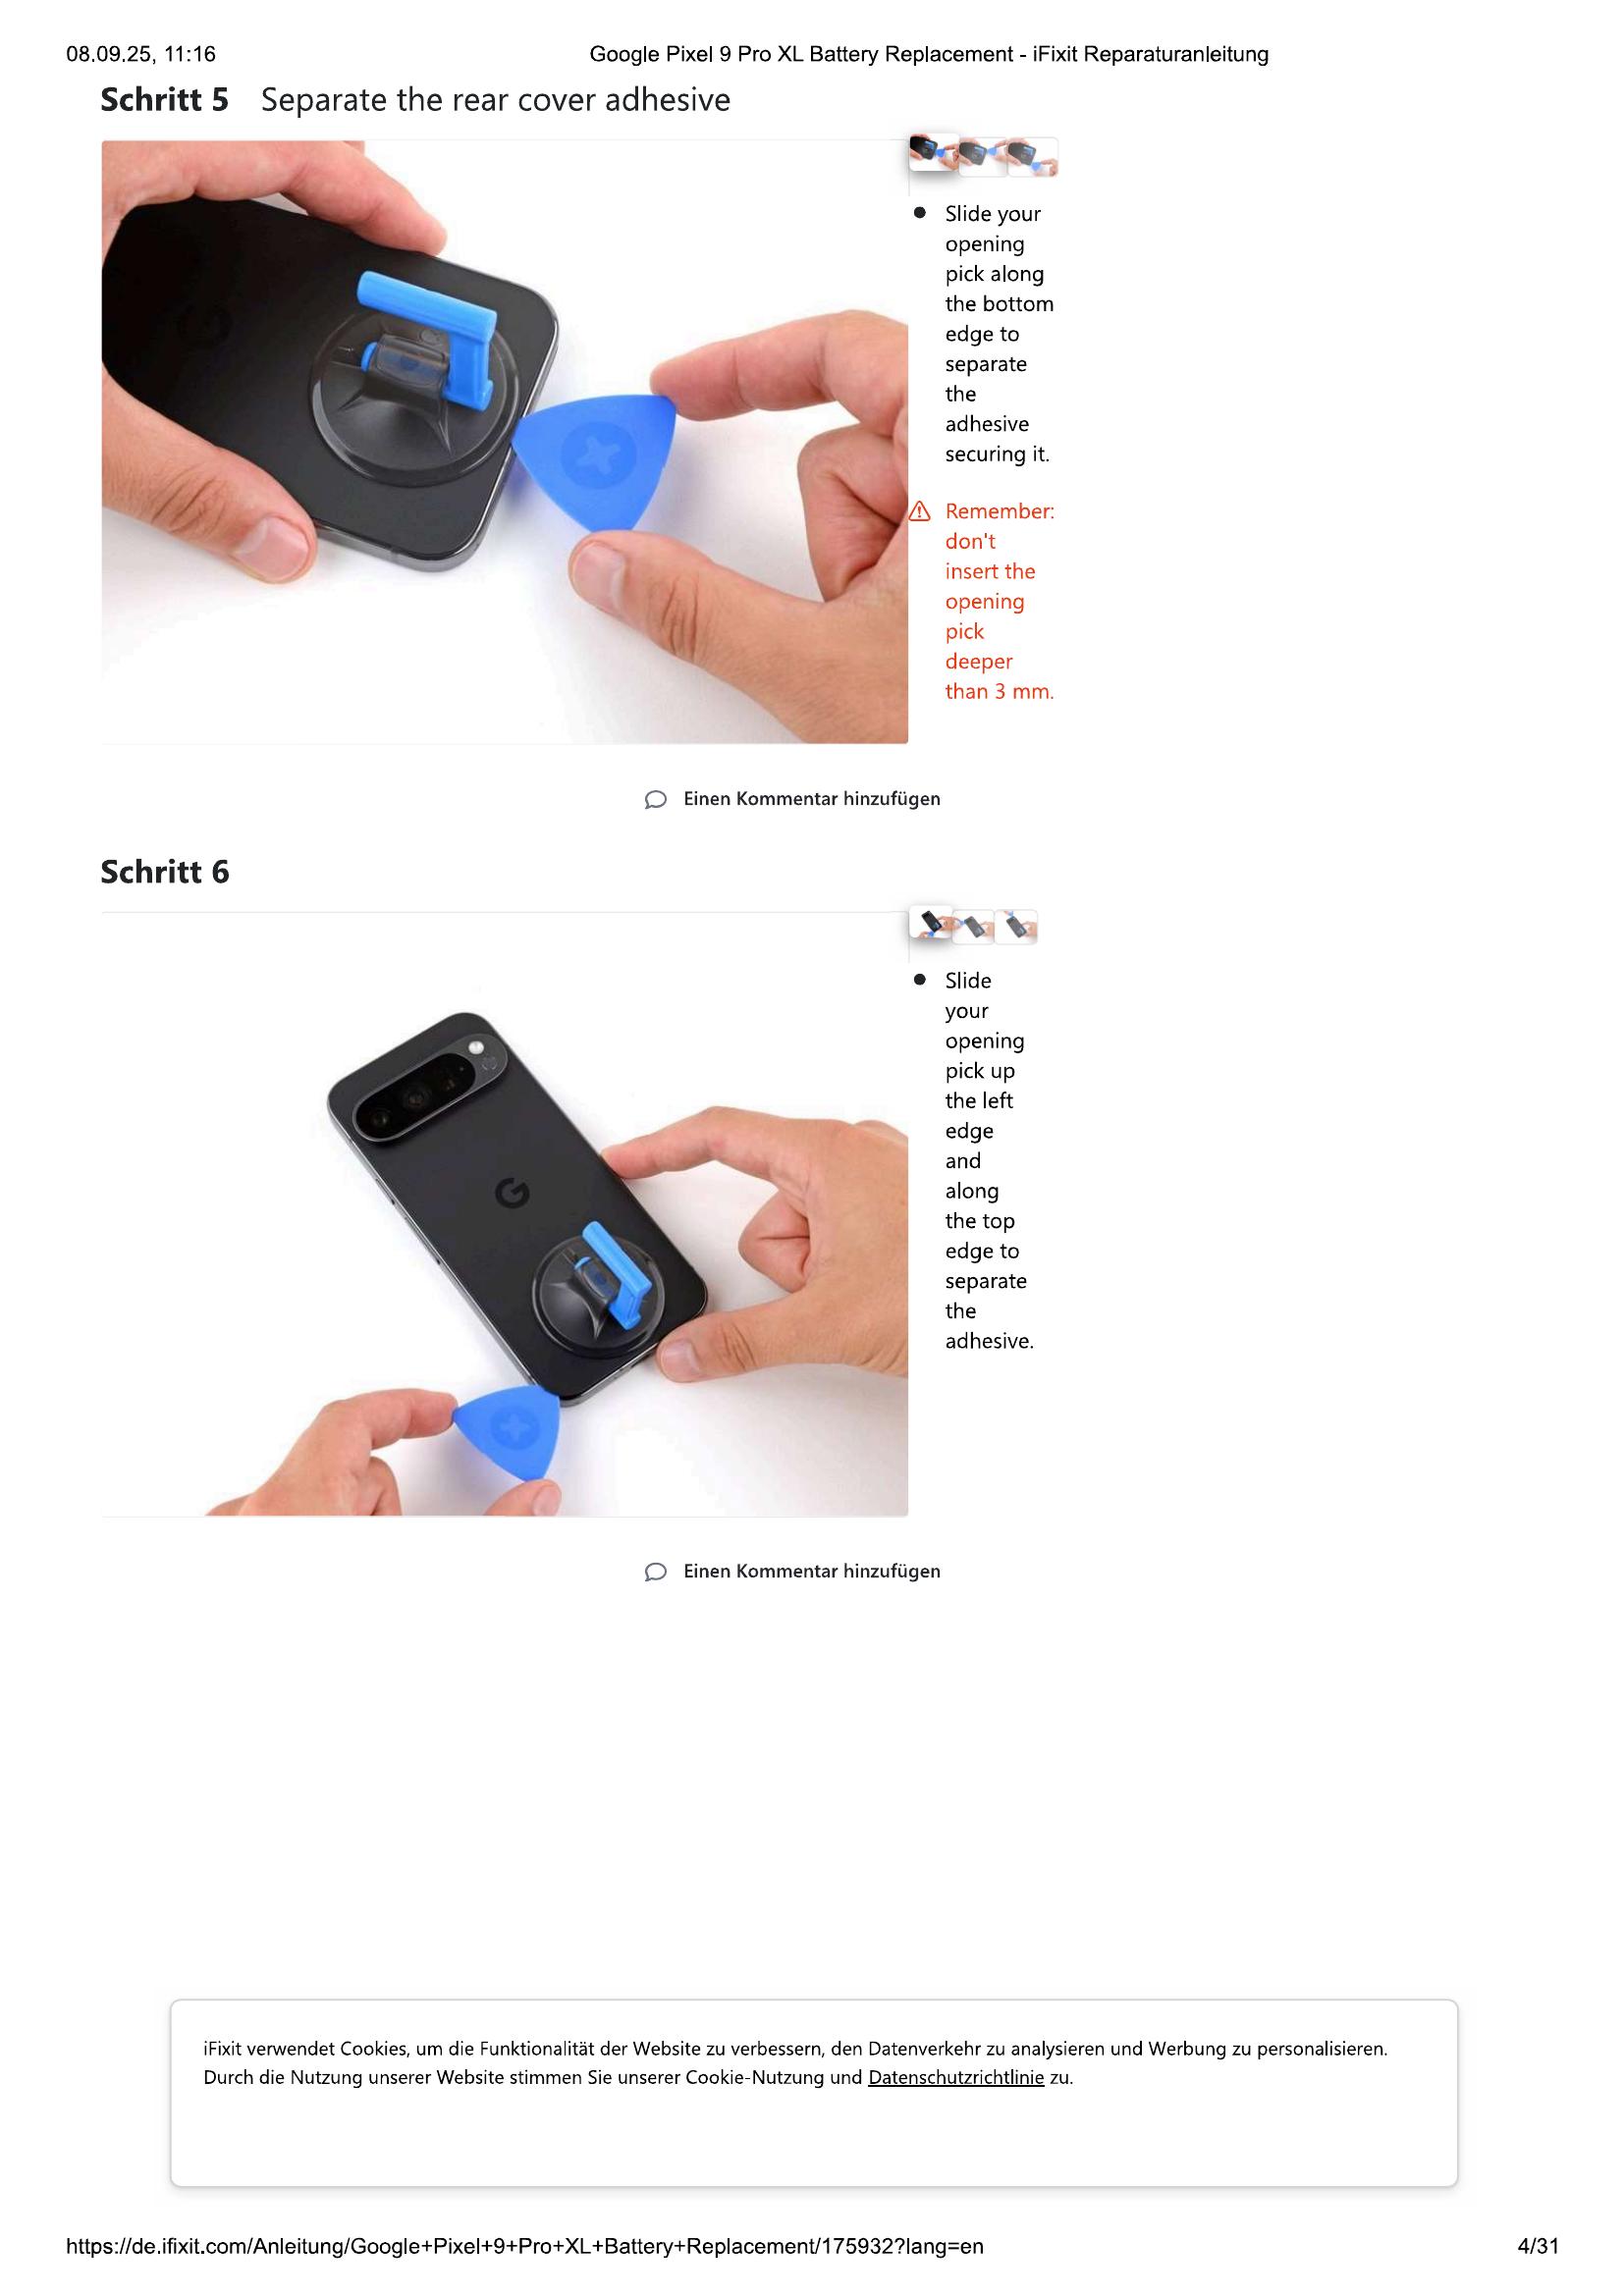 08.09.25, 11:16
Google Pixel 9 Pro XL Battery Replacement - iFixit Reparaturanleitung
Schritt 5 Separate the rear cover adhesive
Slide your
opening
pick along
the bottom
edge to
separate
the
adhesive
securing it.
Remember:
don't
insert the
opening
pick
deeper
than 3 mm.
Einen Kommentar hinzufügen
Schritt 6
G
Slide
your
opening
pick up
the left
edge
and
along
the top
edge to
separate
the
adhesive.
Einen Kommentar hinzufügen
iFixit verwendet Cookies, um die Funktionalität der Website zu verbessern, den Datenverkehr zu analysieren und Werbung zu personalisieren.
Durch die Nutzung unserer Website stimmen Sie unserer Cookie-Nutzung und Datenschutzrichtlinie zu.
https://de.ifixit.com/Anleitung/Google+Pixel+9+Pro+XL+Battery+Replacement/175932?lang=en
4/31